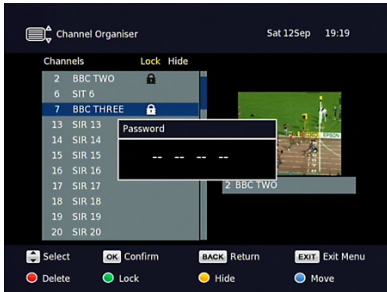 Channel Organiser Sat 12Sep 19:19
Channels Lock Hide
2 BBC TWO
6 SIT 6
7 BBC THREE
13 SIR 13
14 SIR 14
15 SIR 15
16 SIR 16
17 SIR 17
18 SIR 18
19 SIR 19
20 SIR 20
Password
-- -- -- --
EPSON
2 BBC TWO
Select OK Confirm BACK Return EXIT Exit Menu
Delete Lock Hide Move